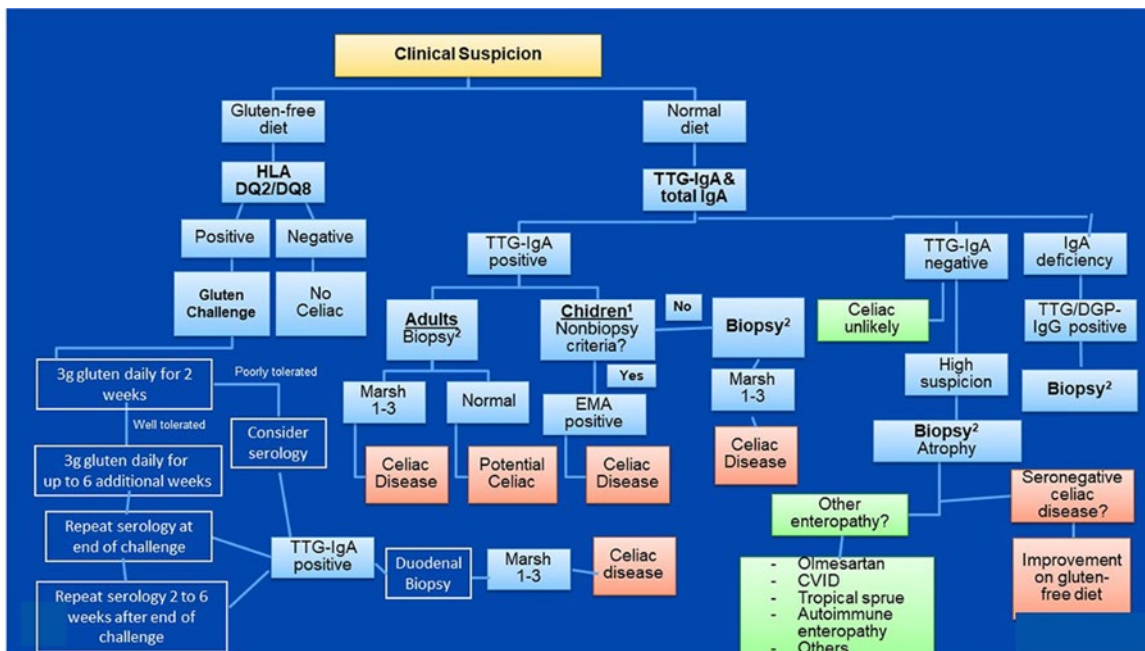 Clinical Suspicion
Gluten-free
diet
Normal
diet
HLA
DQ2/DQ8
TTG-IgA &
total IgA
Positive
Negative
TTG-IgA
positive
TTG-IgA
negative
IgA
deficiency
Gluten
Challenge
No
Celiac
Adults
Biopsy²
Chidren¹
Nonbiopsy
criteria?
No
Biopsy²
Celiac
unlikely
TTG/DGP-
IgG positive
3g gluten daily for 2
weeks
Poorly tolerated
Marsh
1-3
Normal
Yes
EMA
positive
Marsh
1-3
High
suspicion
Biopsy²
Well tolerated
Consider
serology
Biopsy²
Atrophy
3g gluten daily for
up to 6 additional weeks
Celiac
Disease
Potential
Celiac
Celiac
Disease
Celiac
Disease
Other
enteropathy?
Seronegative
celiac
disease?
Repeat serology at
end of challenge
TTG-IgA
positive
Duodenal
Biopsy
Marsh
1-3
Celiac
disease
Repeat serology 2 to 6
weeks after end of
challenge
- Olmesartan
- CVID
- Tropical sprue
- Autoimmune
enteropathy
- Others
Improvement
on gluten-
free diet